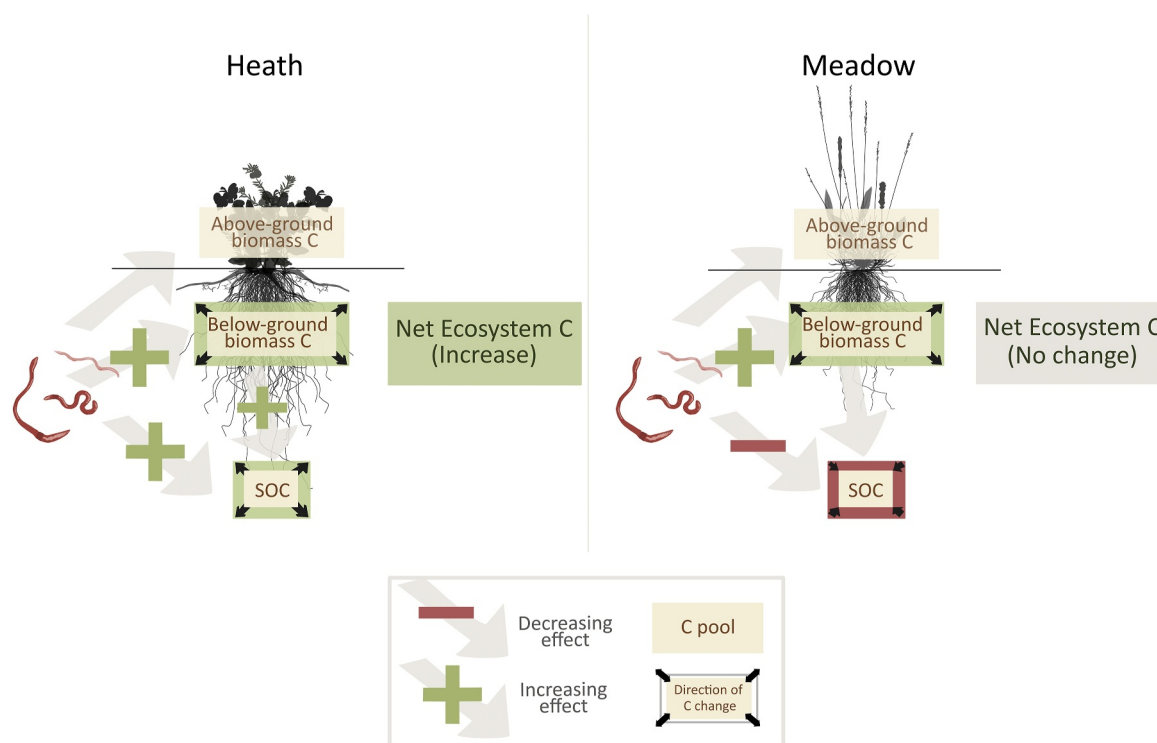 Heath
Above-ground
biomass C
Below-ground
biomass C
Net Ecosystem C
(Increase)
SOC
Meadow
Above-ground
biomass C
Below-ground
biomass C
Net Ecosystem C
(No change)
SOC
Decreasing
effect
C pool
Increasing
effect
Direction of
C change